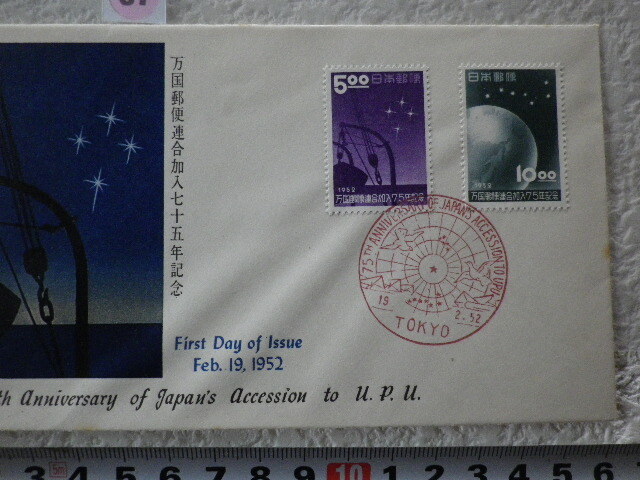 万国郵便連合加入七十五年記念
5.00 日本郵便
1952
万国郵便連合加入75年記念
日本郵便
10.00
1952
万国郵便連合加入75年記念
75TH ANNIVERSARY OF JAPAN'S ACCESSION TO U.P.U.
19 2.52
TOKYO
First Day of Issue
Feb. 19, 1952
th Anniversary of Japan's Accession to U. P. U.
3 4 5 6 7 8 9 10 1 2 3 4 5